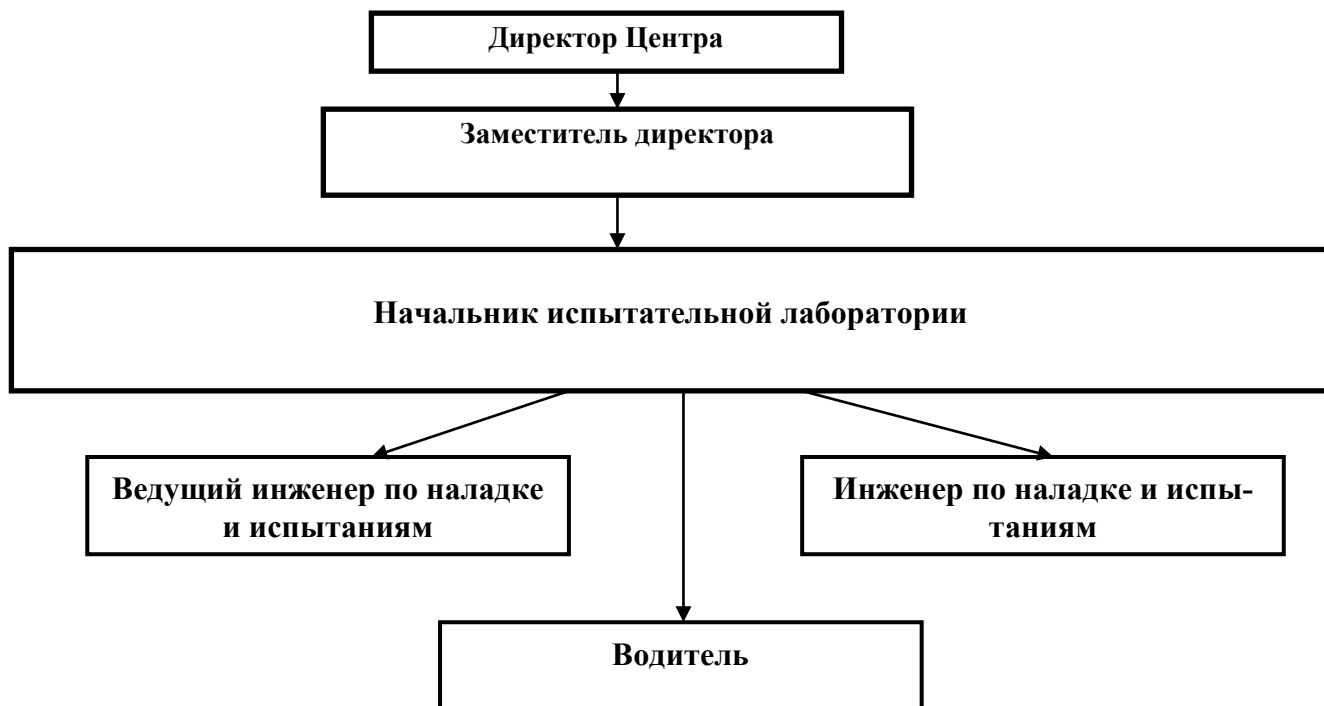 Директор Центра
Заместитель директора
Начальник испытательной лаборатории
Ведущий инженер по наладке
и испытаниям
Инженер по наладке и испы-
таниям
Водитель